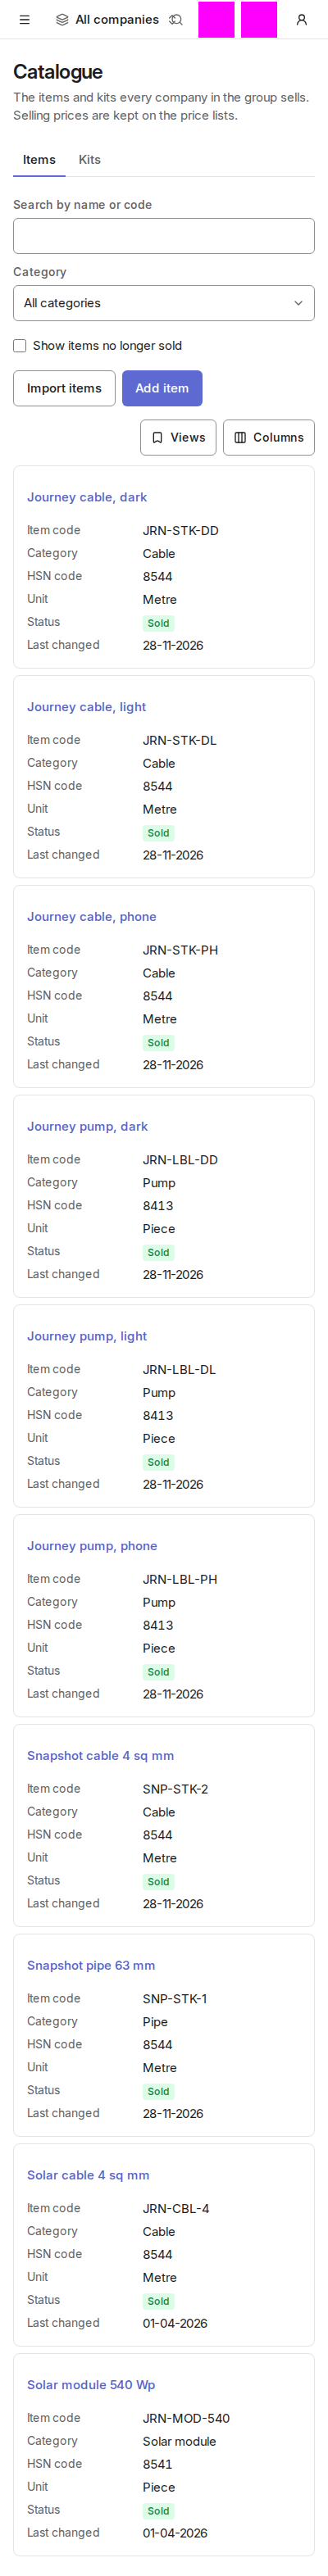 All companies
Catalogue
The items and kits every company in the group sells.
Selling prices are kept on the price lists.
Items Kits
Search by name or code
Category
All categories
Show items no longer sold
Import items Add item
Views Columns
Journey cable, dark
Item code JRN-STK-DD
Category Cable
HSN code 8544
Unit Metre
Status Sold
Last changed 28-11-2026
Journey cable, light
Item code JRN-STK-DL
Category Cable
HSN code 8544
Unit Metre
Status Sold
Last changed 28-11-2026
Journey cable, phone
Item code JRN-STK-PH
Category Cable
HSN code 8544
Unit Metre
Status Sold
Last changed 28-11-2026
Journey pump, dark
Item code JRN-LBL-DD
Category Pump
HSN code 8413
Unit Piece
Status Sold
Last changed 28-11-2026
Journey pump, light
Item code JRN-LBL-DL
Category Pump
HSN code 8413
Unit Piece
Status Sold
Last changed 28-11-2026
Journey pump, phone
Item code JRN-LBL-PH
Category Pump
HSN code 8413
Unit Piece
Status Sold
Last changed 28-11-2026
Snapshot cable 4 sq mm
Item code SNP-STK-2
Category Cable
HSN code 8544
Unit Metre
Status Sold
Last changed 28-11-2026
Snapshot pipe 63 mm
Item code SNP-STK-1
Category Pipe
HSN code 8544
Unit Metre
Status Sold
Last changed 28-11-2026
Solar cable 4 sq mm
Item code JRN-CBL-4
Category Cable
HSN code 8544
Unit Metre
Status Sold
Last changed 01-04-2026
Solar module 540 Wp
Item code JRN-MOD-540
Category Solar module
HSN code 8541
Unit Piece
Status Sold
Last changed 01-04-2026